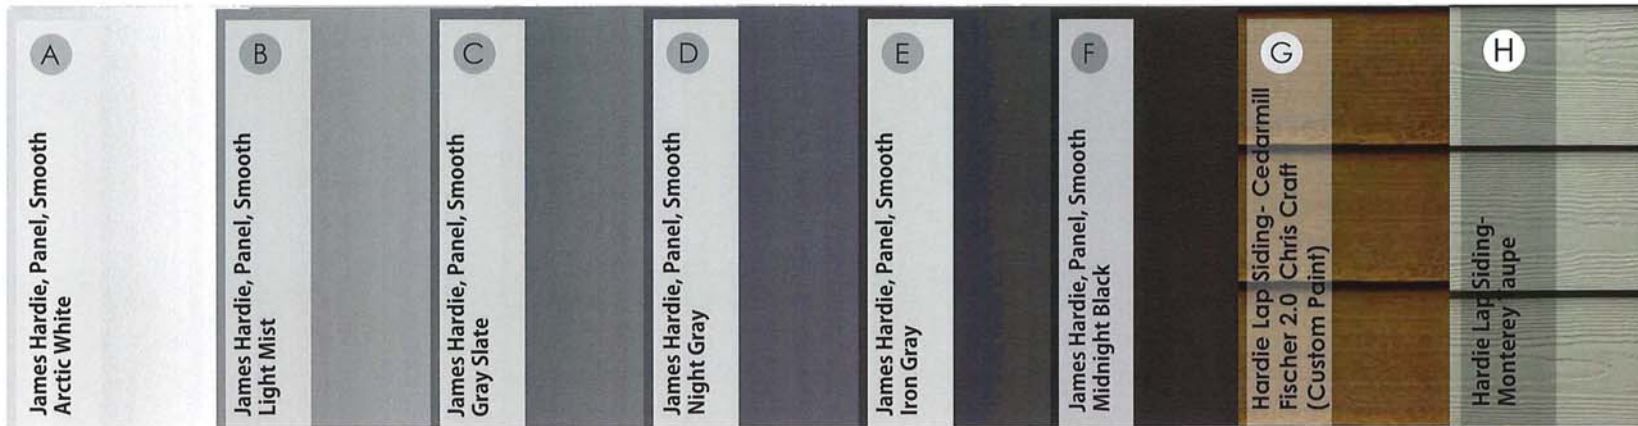 A
James Hardie, Panel, Smooth
Arctic White
B
James Hardie, Panel, Smooth
Light Mist
C
James Hardie, Panel, Smooth
Gray Slate
D
James Hardie, Panel, Smooth
Night Gray
E
James Hardie, Panel, Smooth
Iron Gray
F
James Hardie, Panel, Smooth
Midnight Black
G
Hardie Lap Siding- Cedarmill
Fischer 2.0 Chris Craft
(Custom Paint)
H
Hardie Lap Siding-
Monterey Taupe